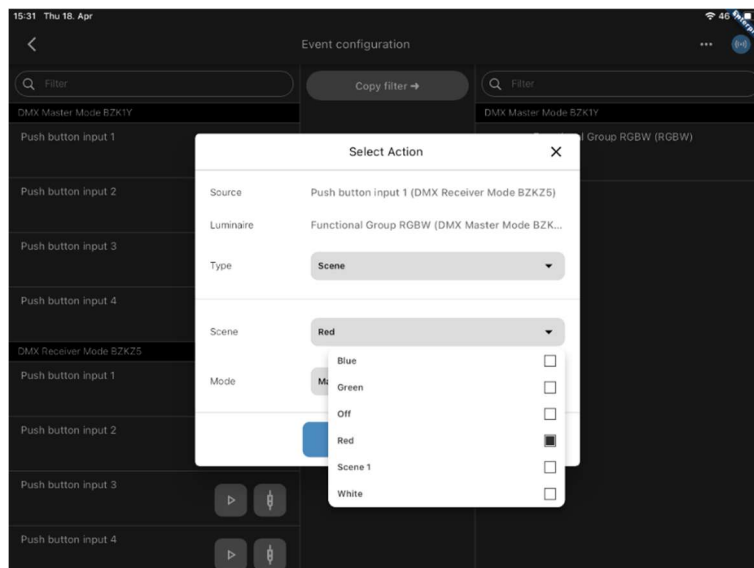 15:31 Thu 18. Apr
46
Event configuration
Filter
Copy filter
Filter
DMX Master Mode BZK1Y
DMX Master Mode BZK1Y
Push button input 1
l Group RGBW (RGBW)
Select Action
Push button input 2
Source
Push button input 1 (DMX Receiver Mode BZKZ5)
Luminaire
Functional Group RGBW (DMX Master Mode BZK...
Push button input 3
Type
Scene
Push button input 4
Scene
Red
DMX Receiver Mode BZKZ5
Blue
Push button input 1
Mode
Green
Off
Push button input 2
Red
Scene 1
Push button input 3
White
Push button input 4